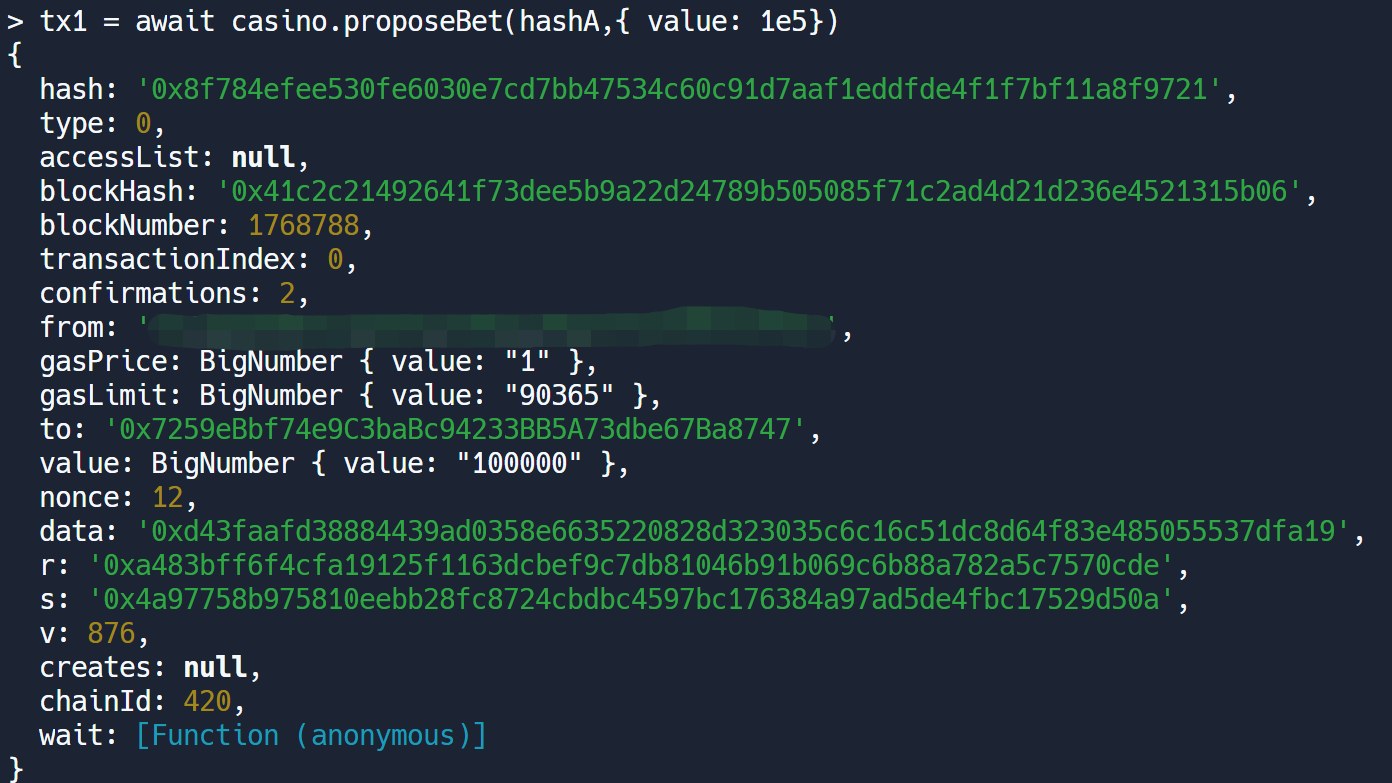 > tx1 = await casino.proposeBet(hashA,{ value: 1e5})
{
  hash: '0x8f784efee530fe6030e7cd7bb47534c60c91d7aaf1eddfde4f1f7bf11a8f9721',
  type: 0,
  accessList: null,
  blockHash: '0x41c2c21492641f73dee5b9a22d24789b505085f71c2ad4d21d236e4521315b06',
  blockNumber: 1768788,
  transactionIndex: 0,
  confirmations: 2,
  from: '',
  gasPrice: BigNumber { value: "1" },
  gasLimit: BigNumber { value: "90365" },
  to: '0x7259eBbf74e9C3baBc94233BB5A73dbe67Ba8747',
  value: BigNumber { value: "100000" },
  nonce: 12,
  data: '0xd43faafd38884439ad0358e6635220828d323035c6c16c51dc8d64f83e485055537dfa19',
  r: '0xa483bff6f4cfa19125f1163dcbef9c7db81046b91b069c6b88a782a5c7570cde',
  s: '0x4a97758b975810eebb28fc8724cbdbc4597bc176384a97ad5de4fbc17529d50a',
  v: 876,
  creates: null,
  chainId: 420,
  wait: [Function (anonymous)]
}